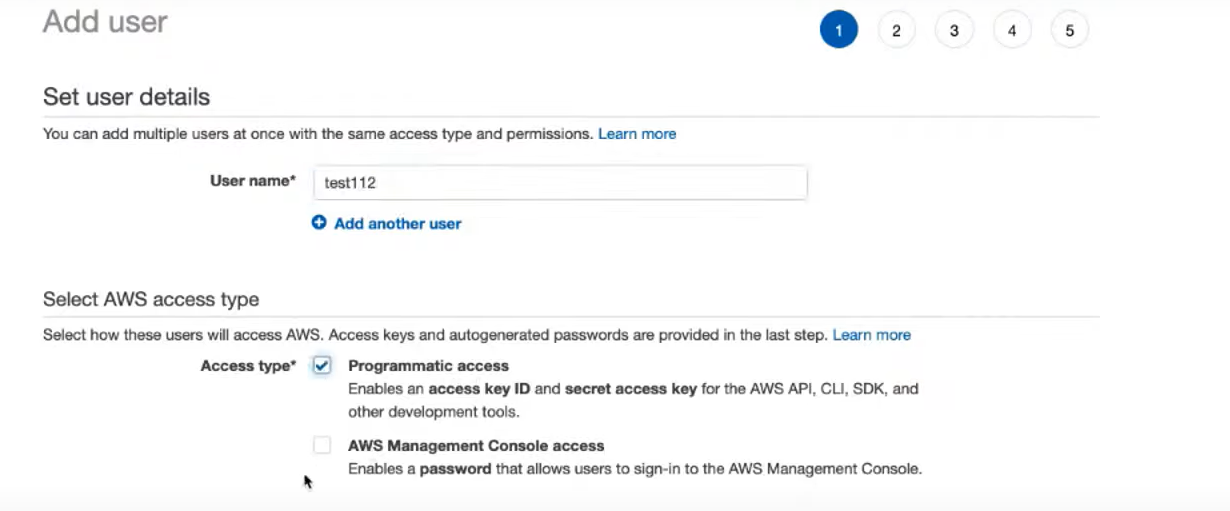 Add user
1 2 3 4 5
Set user details
You can add multiple users at once with the same access type and permissions. Learn more
User name* test112
Add another user
Select AWS access type
Select how these users will access AWS. Access keys and autogenerated passwords are provided in the last step. Learn more
Access type* Programmatic access
Enables an access key ID and secret access key for the AWS API, CLI, SDK, and
other development tools.
AWS Management Console access
Enables a password that allows users to sign-in to the AWS Management Console.